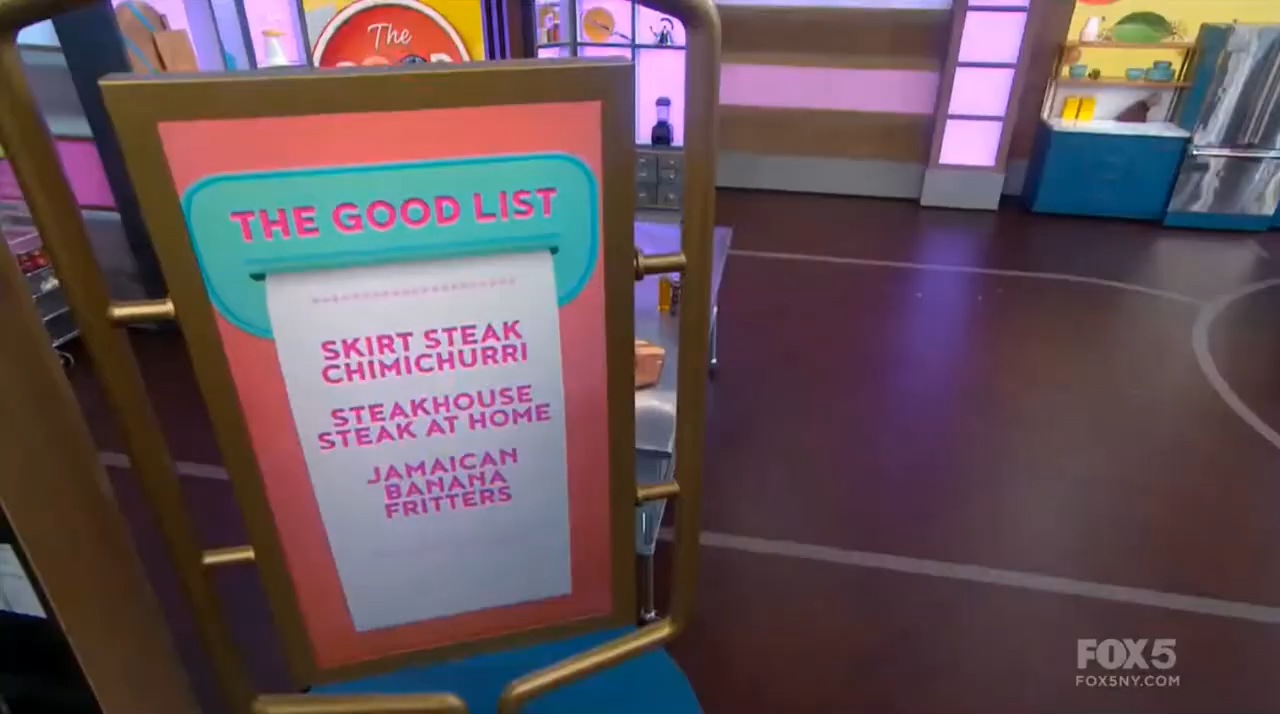 The
THE GOOD LIST
SKIRT STEAK
CHIMICHURRI
STEAKHOUSE
STEAK AT HOME
JAMAICAN
BANANA
FRITTERS
FOX5
FOX5NY.COM